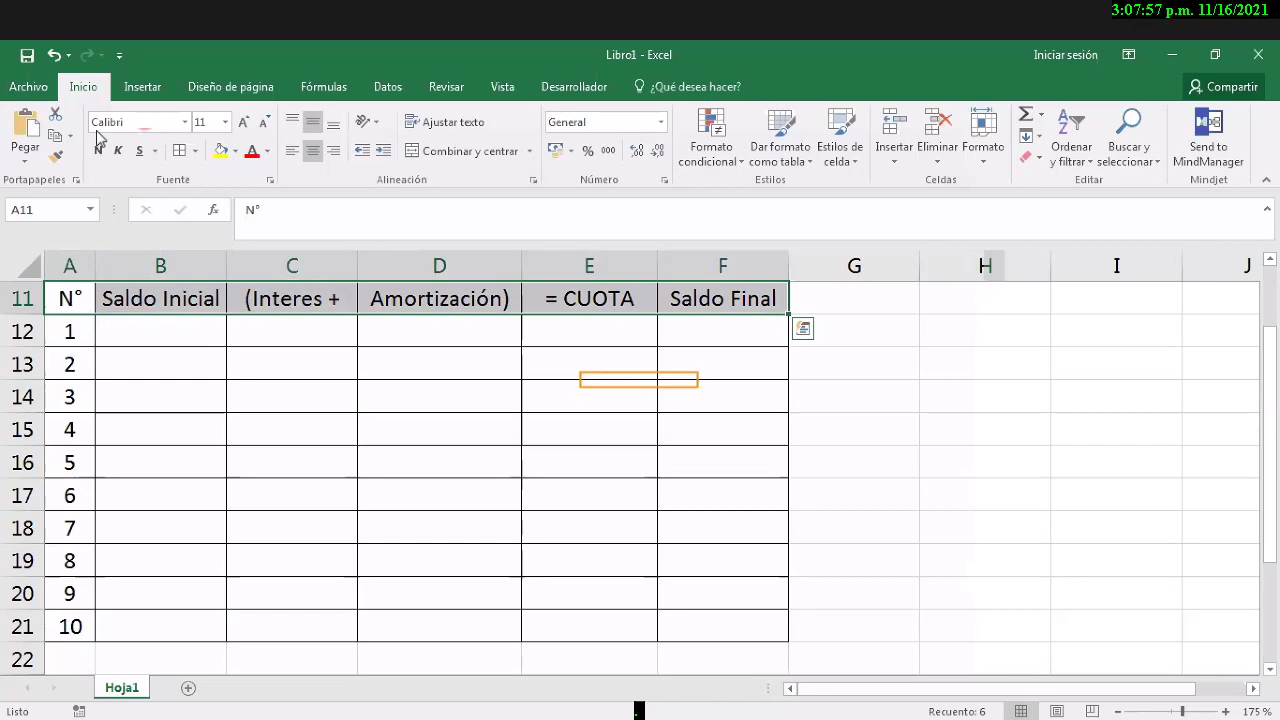 3:07:57 p.m. 11/16/2021
Libro1 - Excel
Iniciar sesión
Archivo Inicio Insertar Diseño de página Fórmulas Datos Revisar Vista Desarrollador ¿Qué desea hacer? Compartir
Calibri 11 Ajustar texto General
Pegar N K S Combinar y centrar % 000 Formato condicional Dar formato como tabla Estilos de celda Insertar Eliminar Formato Ordenar y filtrar Buscar y seleccionar Send to MindManager
Portapapeles Fuente Alineación Número Estilos Celdas Editar Mindjet
A11 fx N°
A B C D E F G H I J
11 N° Saldo Inicial (Interes + Amortización) = CUOTA Saldo Final
12 1
13 2
14 3
15 4
16 5
17 6
18 7
19 8
20 9
21 10
22
Hoja1
Listo Recuento: 6 175 %